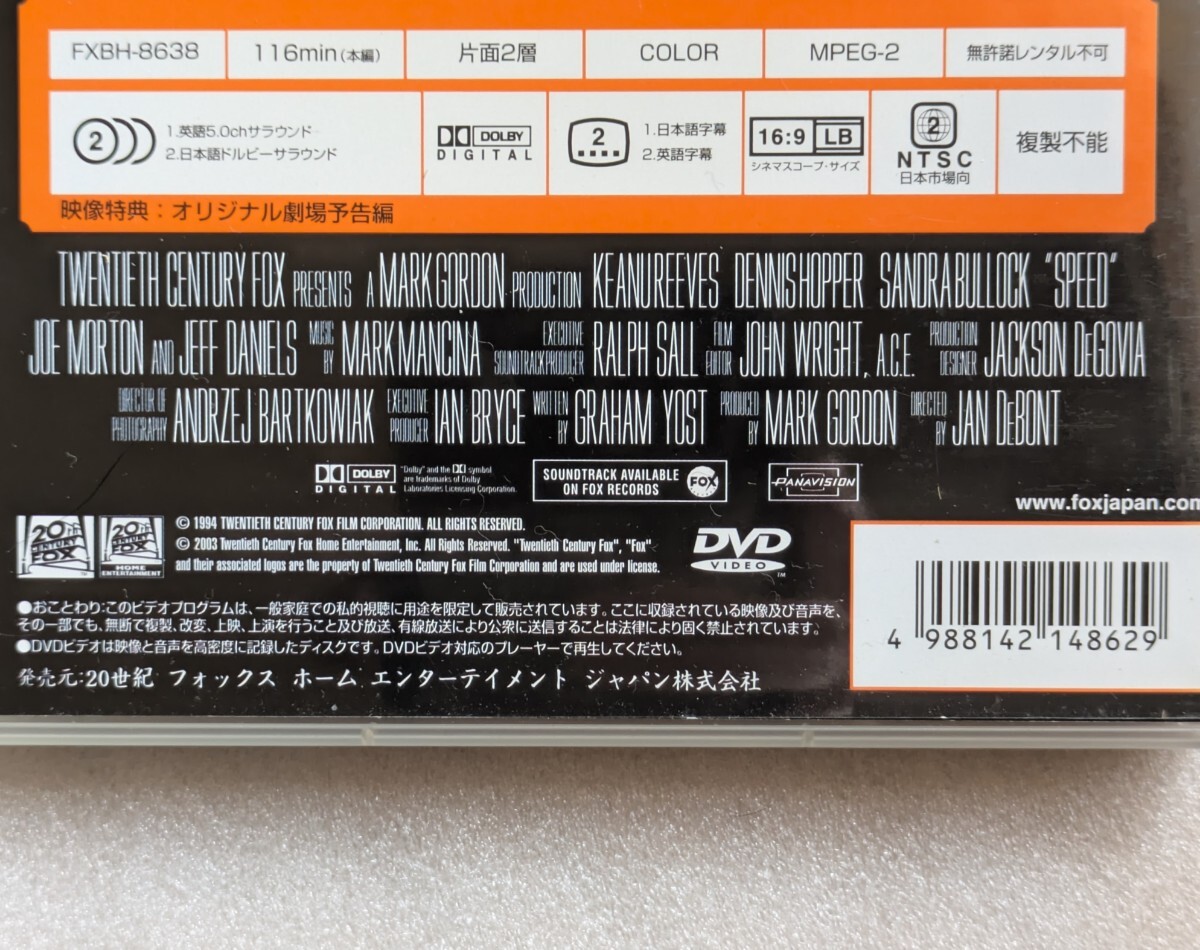 FXBH-8638 116min(本編) 片面2層 COLOR MPEG-2 無許諾レンタル不可
2 1.英語5.0chサラウンド
2.日本語ドルビーサラウンド
DOLBY
DIGITAL
2 1.日本語字幕
2.英語字幕
16:9 LB
シネマスコープ・サイズ
2
NTSC
日本市場向
複製不能
映像特典：オリジナル劇場予告編
TWENTIETH CENTURY FOX PRESENTS A MARK GORDON PRODUCTION KEANU REEVES DENNIS HOPPER SANDRA BULLOCK "SPEED"
JOE MORTON AND JEFF DANIELS MUSIC BY MARK MANCINA EXECUTIVE SOUNDTRACK PRODUCER RALPH SALL FILM EDITOR JOHN WRIGHT, A.C.E. PRODUCTION DESIGNER JACKSON DEGOVIA
DIRECTOR OF PHOTOGRAPHY ANDRZEJ BARTKOWIAK EXECUTIVE PRODUCER IAN BRYCE WRITTEN BY GRAHAM YOST PRODUCED BY MARK GORDON DIRECTED BY JAN DEBONT
DOLBY
DIGITAL
"Dolby" and the DD symbol
are trademarks of Dolby
Laboratories Licensing Corporation.
SOUNDTRACK AVAILABLE
ON FOX RECORDS
FOX
PANAVISION
www.foxjapan.com
20TH
CENTURY
FOX
20TH
CENTURY
FOX
HOME
ENTERTAINMENT
© 1994 TWENTIETH CENTURY FOX FILM CORPORATION. ALL RIGHTS RESERVED.
© 2003 Twentieth Century Fox Home Entertainment, Inc. All Rights Reserved. "Twentieth Century Fox", "Fox"
and their associated logos are the property of Twentieth Century Fox Film Corporation and are used under license.
DVD
VIDEO
TM
●おことわり:このビデオプログラムは、一般家庭での私的視聴に用途を限定して販売されています。ここに収録されている映像及び音声を、
その一部でも、無断で複製、改変、上映、上演を行うこと及び放送、有線放送により公衆に送信することは法律により固く禁止されています。
●DVDビデオは映像と音声を高密度に記録したディスクです。DVDビデオ対応のプレーヤーで再生してください。
発売元:20世紀 フォックス ホーム エンターテイメント ジャパン株式会社
4 988142 148629